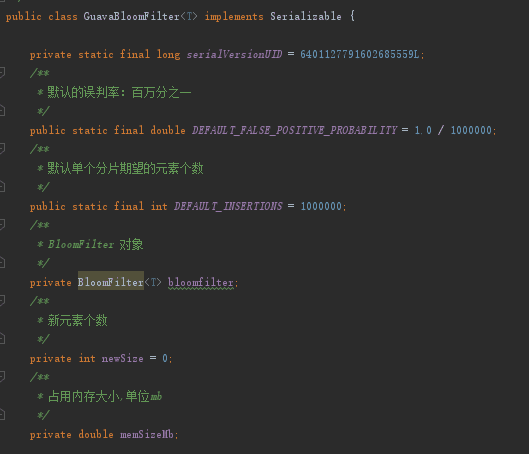 public class GuavaBloomFilter<T> implements Serializable {
private static final long serialVersionUID = 6401127791602685559L;
/**
* 默认的误判率: 百万分之一
*/
public static final double DEFAULT_FALSE_POSITIVE_PROBABILITY = 1.0 / 1000000;
/**
* 默认单个分片期望的元素个数
*/
public static final int DEFAULT_INSERTIONS = 1000000;
/**
* BloomFilter 对象
*/
private BloomFilter<T> bloomfilter;
/**
* 新元素个数
*/
private int newSize = 0;
/**
* 占用内存大小,单位mb
*/
private double memSizeMb;